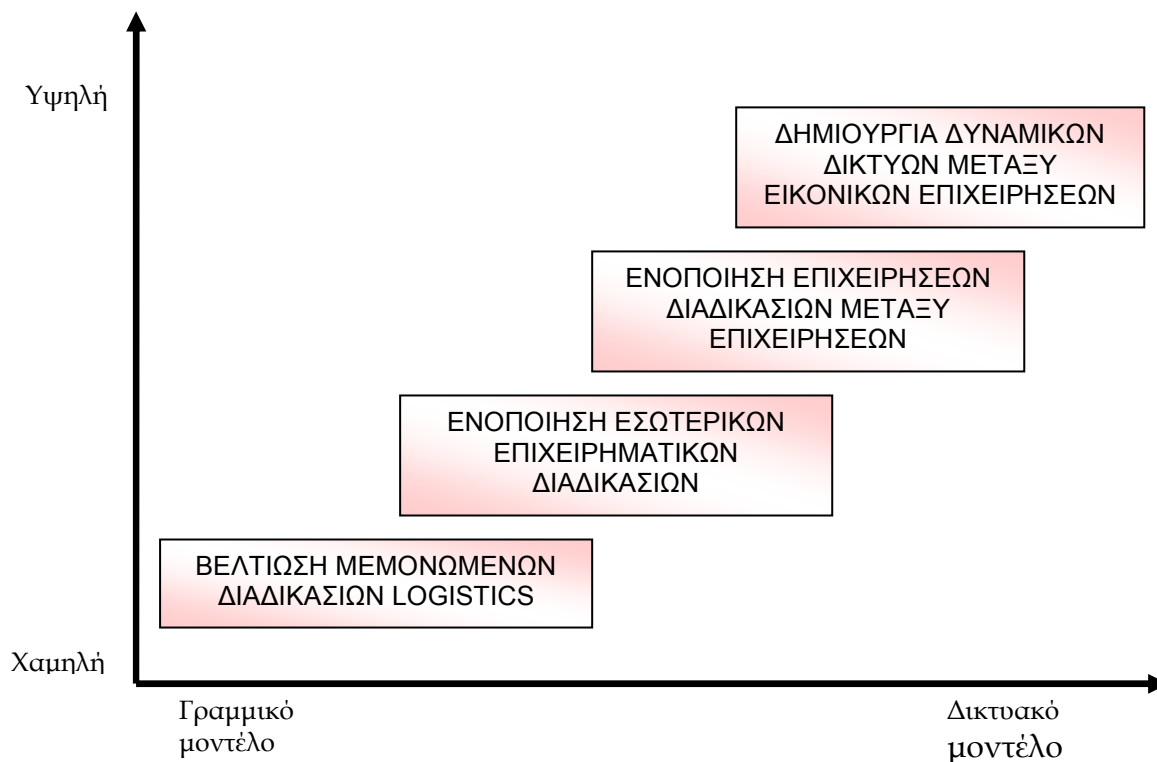 Υψηλή
ΔΗΜΙΟΥΡΓΙΑ ΔΥΝΑΜΙΚΩΝ
ΔΙΚΤΥΩΝ ΜΕΤΑΞΥ
ΕΙΚΟΝΙΚΩΝ ΕΠΙΧΕΙΡΗΣΕΩΝ
ΕΝΟΠΟΙΗΣΗ ΕΠΙΧΕΙΡΗΣΕΩΝ
ΔΙΑΔΙΚΑΣΙΩΝ ΜΕΤΑΞΥ
ΕΠΙΧΕΙΡΗΣΕΩΝ
ΕΝΟΠΟΙΗΣΗ ΕΣΩΤΕΡΙΚΩΝ
ΕΠΙΧΕΙΡΗΜΑΤΙΚΩΝ
ΔΙΑΔΙΚΑΣΙΩΝ
ΒΕΛΤΙΩΣΗ ΜΕΜΟΝΩΜΕΝΩΝ
ΔΙΑΔΙΚΑΣΙΩΝ LOGISTICS
Χαμηλή
Γραμμικό
μοντέλο
Δικτυακό
μοντέλο